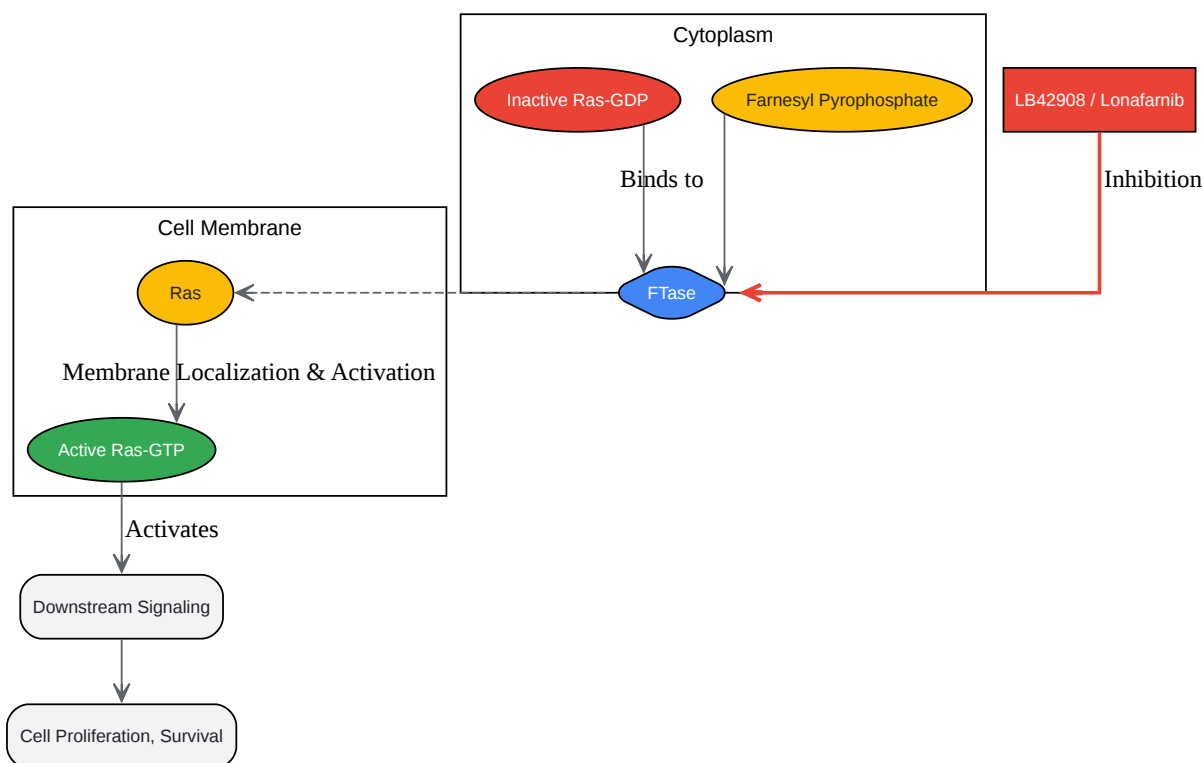 Cytoplasm
Inactive Ras-GDP
Farnesyl Pyrophosphate
LB42908 / Lonafarnib
Binds to
Inhibition
Cell Membrane
Ras
FTase
Membrane Localization & Activation
Active Ras-GTP
Activates
Downstream Signaling
Cell Proliferation, Survival